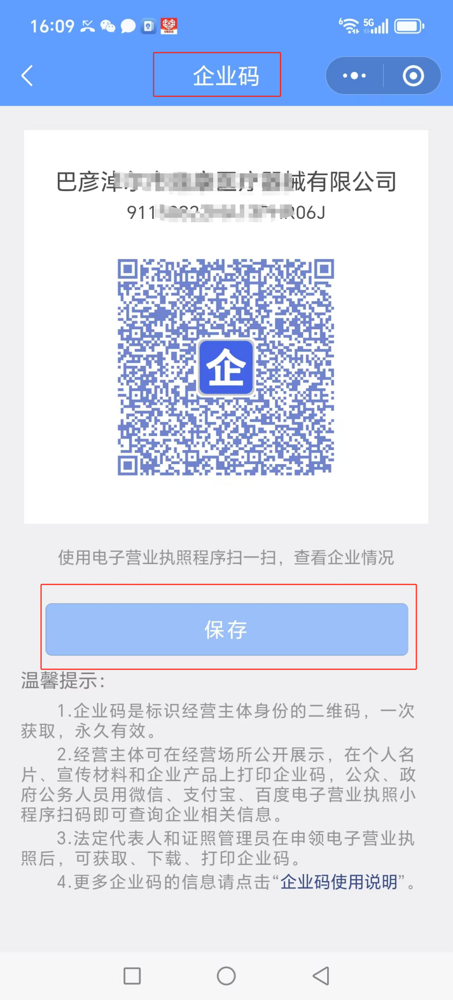 16:09
5G
企业码
巴彦淖械有限公司
911R06J
企
使用电子营业执照程序扫一扫，查看企业情况
保存
温馨提示：
1.企业码是标识经营主体身份的二维码，一次
获取，永久有效。
2.经营主体可在经营场所公开展示，在个人名
片、宣传材料和企业产品上打印企业码，公众、政
府公务人员用微信、支付宝、百度电子营业执照小
程序扫码即可查询企业相关信息。
3.法定代表人和证照管理员在申领电子营业执
照后，可获取、下载、打印企业码。
4.更多企业码的信息请点击“企业码使用说明”。